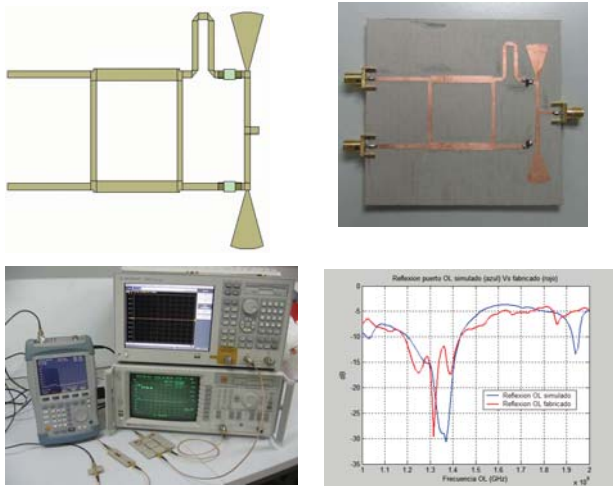 Reflexion puerto OL simulado (azul) Vs fabricado (rojo)
0
-5
-10
-15
-20
-25
-30
-35
dB
Reflexion OL simulado
Reflexion OL fabricado
1 1.1 1.2 1.3 1.4 1.5 1.6 1.7 1.8 1.9 2
Frecuencia OL (GHz)